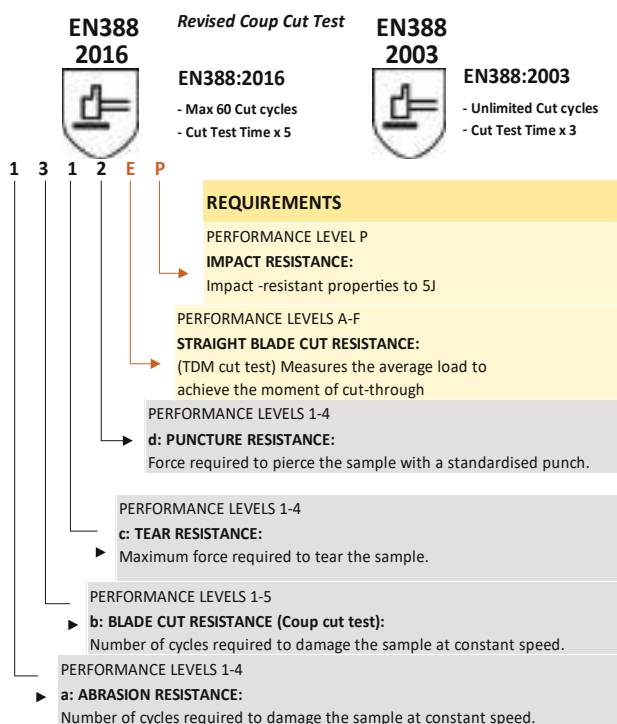 EN388
2016
Revised Coup Cut Test
EN388
2003
EN388:2016
- Max 60 Cut cycles
- Cut Test Time x 5
EN388:2003
- Unlimited Cut cycles
- Cut Test Time x 3
1 3 1 2 E P
REQUIREMENTS
PERFORMANCE LEVEL P
IMPACT RESISTANCE:
Impact -resistant properties to 5J
PERFORMANCE LEVELS A-F
STRAIGHT BLADE CUT RESISTANCE:
(TDM cut test) Measures the average load to
achieve the moment of cut-through
PERFORMANCE LEVELS 1-4
d: PUNCTURE RESISTANCE:
Force required to pierce the sample with a standardised punch.
PERFORMANCE LEVELS 1-4
c: TEAR RESISTANCE:
Maximum force required to tear the sample.
PERFORMANCE LEVELS 1-5
b: BLADE CUT RESISTANCE (Coup cut test):
Number of cycles required to damage the sample at constant speed.
PERFORMANCE LEVELS 1-4
a: ABRASION RESISTANCE:
Number of cycles required to damage the sample at constant speed.